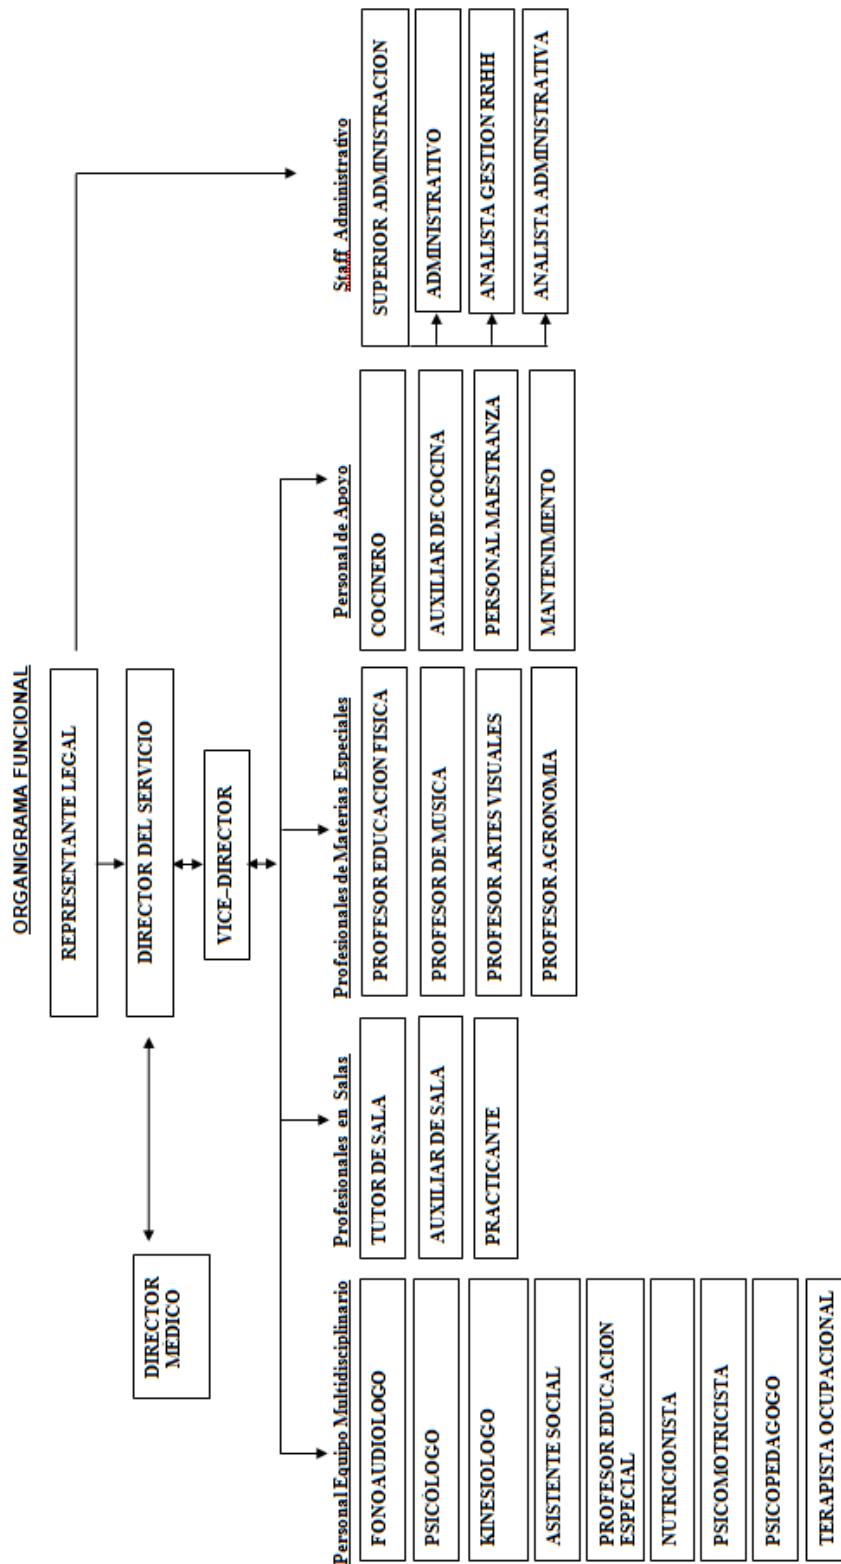 ORGANIGRAMA FUNCIONAL
REPRESENTANTE LEGAL
DIRECTOR
MÉDICO
DIRECTOR DEL SERVICIO
VICE–DIRECTOR
Personal Equipo Multidisciplinario
FONOAUDIOLOGO
PSICÓLOGO
KINESIOLOGO
ASISTENTE SOCIAL
PROFESOR EDUCACION
ESPECIAL
NUTRICIONISTA
PSICOMOTRICISTA
PSICOPEDAGOGO
TERAPISTA OCUPACIONAL
Profesionales en Salas
TUTOR DE SALA
AUXILIAR DE SALA
PRACTICANTE
Profesionales de Materias Especiales
PROFESOR EDUCACION FISICA
PROFESOR DE MUSICA
PROFESOR ARTES VISUALES
PROFESOR AGRONOMIA
Personal de Apoyo
COCINERO
AUXILIAR DE COCINA
PERSONAL MAESTRANZA
MANTENIMIENTO
Staff Administrativo
SUPERIOR ADMINISTRACION
ADMINISTRATIVO
ANALISTA GESTION RRHH
ANALISTA ADMINISTRATIVA